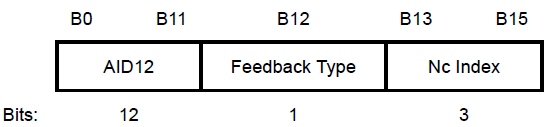 B0 B11 B12 B13 B15
AID12 Feedback Type Nc Index
Bits: 12 1 3